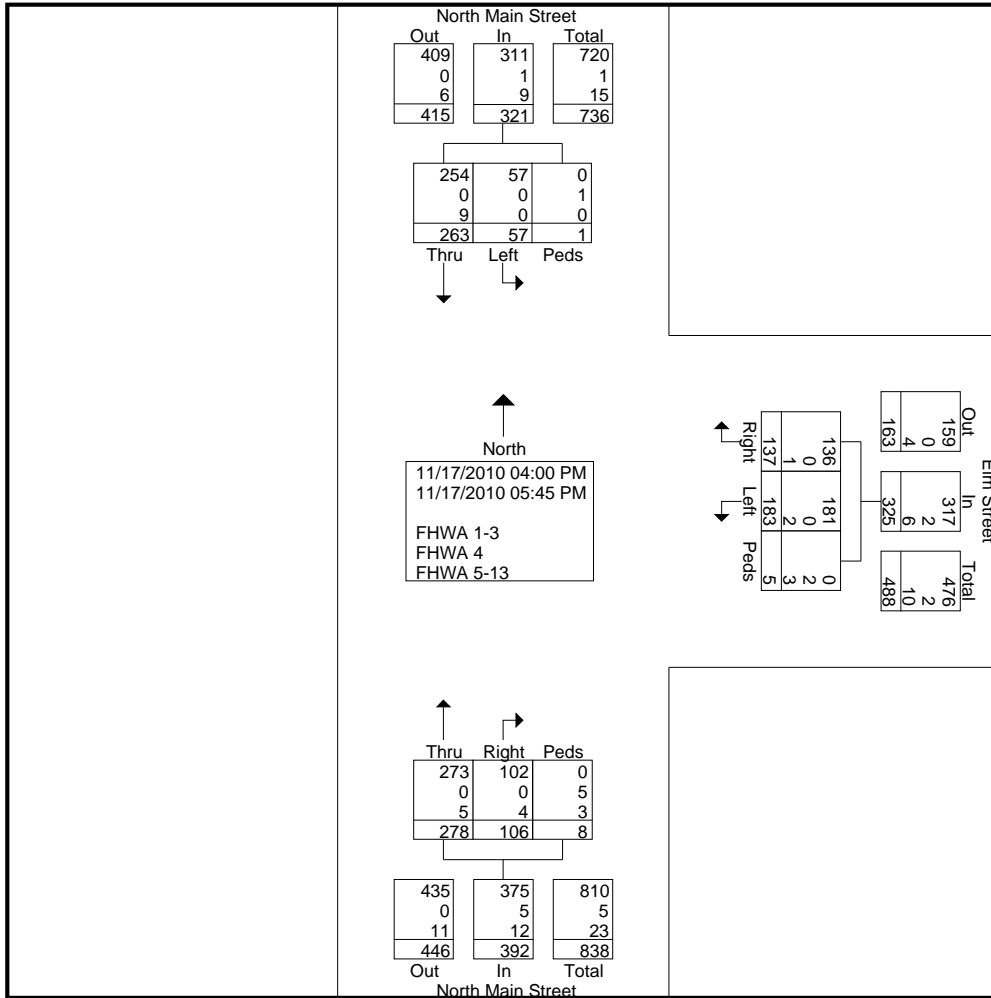 North Main Street
Out In Total
409 311 720
0 1 1
6 9 15
415 321 736
254 57 0
0 0 1
9 0 0
263 57 1
Thru Left Peds
North
11/17/2010 04:00 PM
11/17/2010 05:45 PM
FHWA 1-3
FHWA 4
FHWA 5-13
Elm Street
Out In Total
159 317 476
0 2 2
4 6 10
163 325 488
136 181 0
0 0 2
1 2 3
137 183 5
Right Left Peds
Thru Right Peds
273 102 0
0 0 5
5 4 3
278 106 8
435 375 810
0 5 5
11 12 23
446 392 838
Out In Total
North Main Street